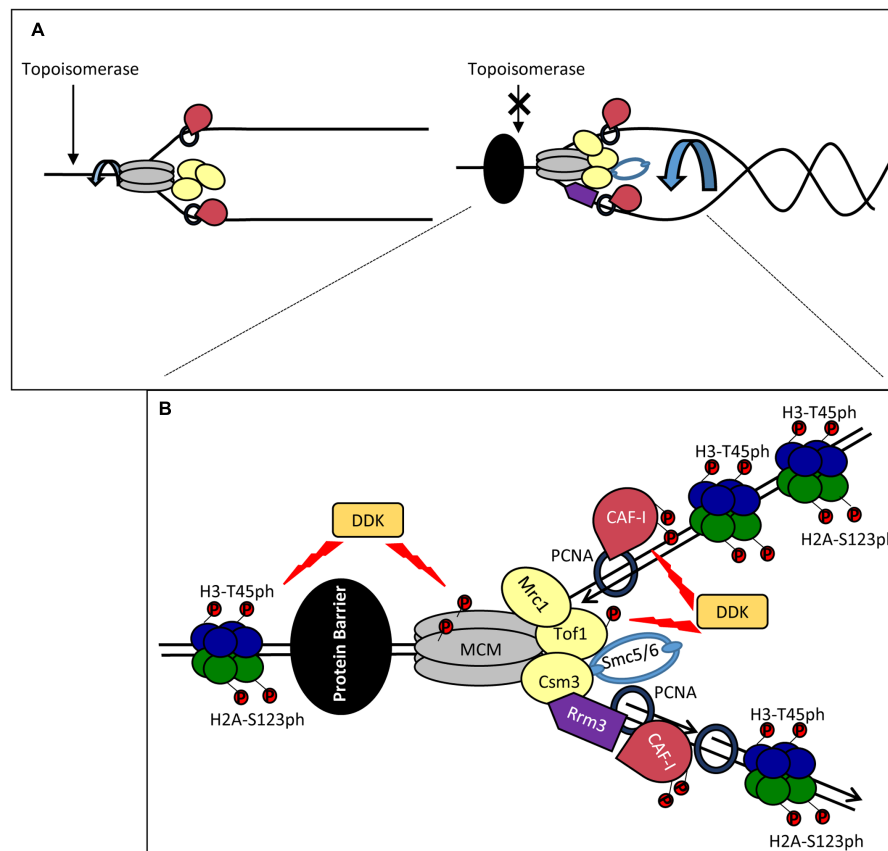 A
Topoisomerase
Topoisomerase
B
H3-T45ph
P
P
H3-T45ph
P
P
DDK
CAF-I
P
P
P
P
P
P
H2A-S123ph
PCNA
H3-T45ph
P
P
Protein Barrier
P
P
MCM
Mrc1
Tof1
P
DDK
Csm3
Smc5/6
P
P
H2A-S123ph
Rrm3
PCNA
CAF-I
H3-T45ph
P
P
P
P
P
P
H2A-S123ph